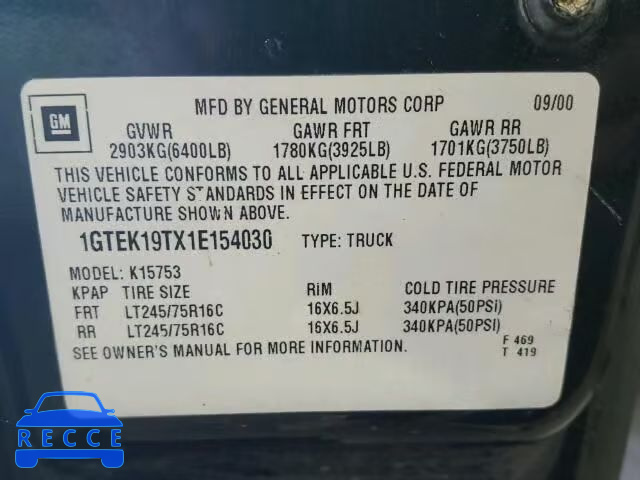 GM
MFD BY GENERAL MOTORS CORP 09/00
GVWR GAWR FRT GAWR RR
2903KG(6400LB) 1780KG(3925LB) 1701KG(3750LB)
THIS VEHICLE CONFORMS TO ALL APPLICABLE U.S. FEDERAL MOTOR
VEHICLE SAFETY STANDARDS IN EFFECT ON THE DATE OF
MANUFACTURE SHOWN ABOVE.
1GTEK19TX1E154030 TYPE: TRUCK
MODEL: K15753
KPAP TIRE SIZE RIM COLD TIRE PRESSURE
FRT LT245/75R16C 16X6.5J 340KPA(50PSI)
RR LT245/75R16C 16X6.5J 340KPA(50PSI)
SEE OWNER'S MANUAL FOR MORE INFORMATION.
F 469
T 419
RECCE